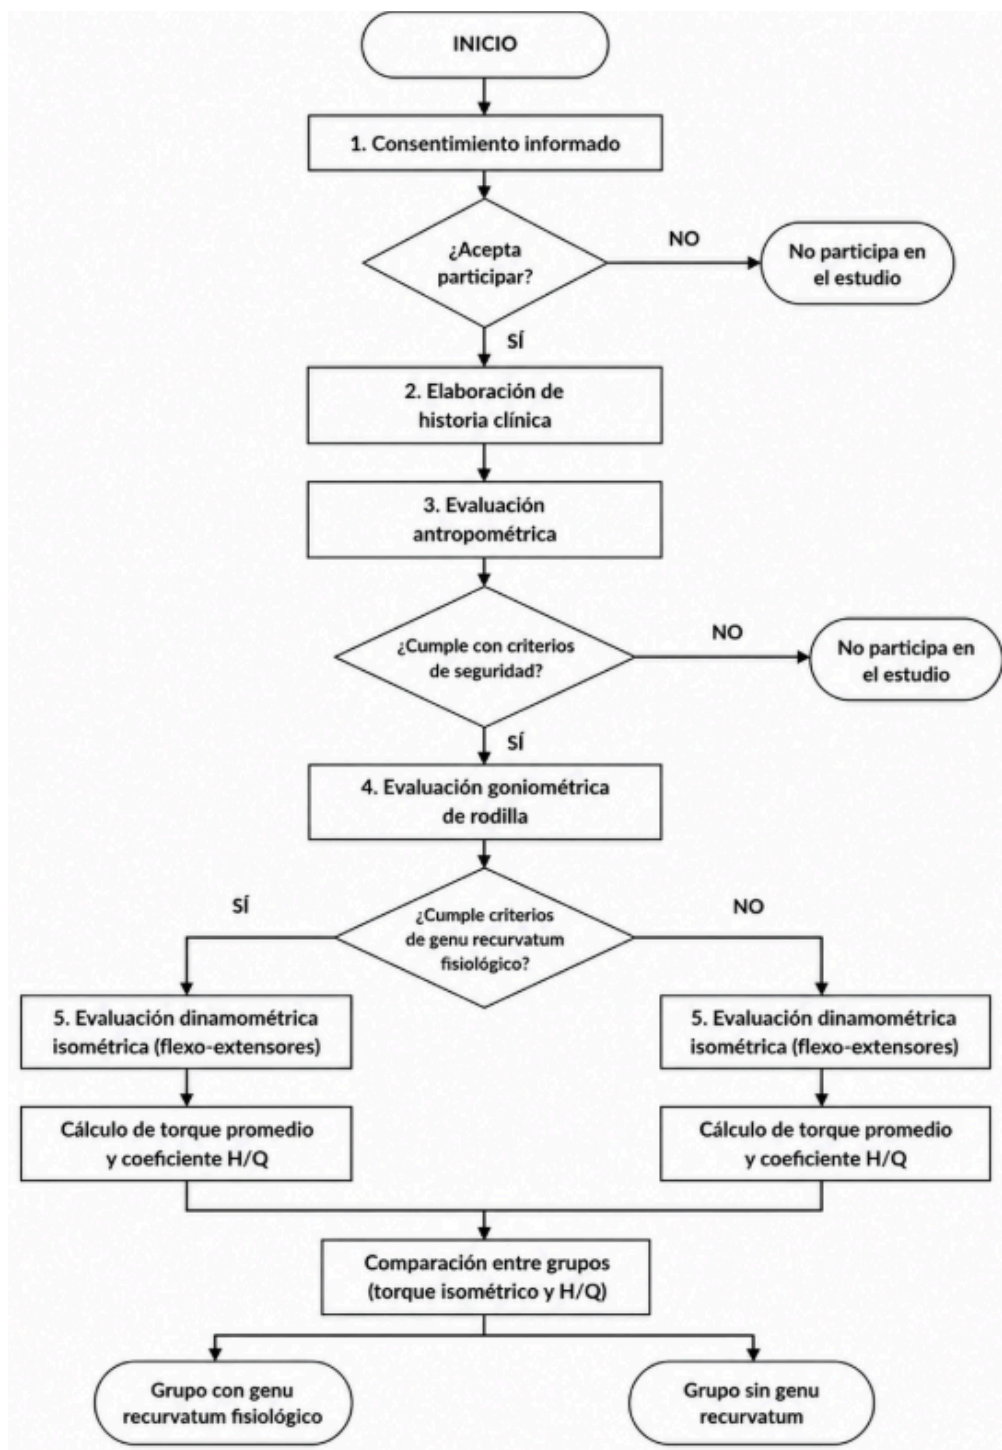 INICIO
1. Consentimiento informado
¿Acepta
participar?
NO
No participa en
el estudio
SÍ
2. Elaboración de
historia clínica
3. Evaluación
antropométrica
¿Cumple con criterios
de seguridad?
NO
No participa en
el estudio
SÍ
4. Evaluación goniométrica
de rodilla
¿Cumple criterios
de genu recurvatum
fisiológico?
SÍ
NO
5. Evaluación dinamométrica
isométrica (flexo-extensores)
5. Evaluación dinamométrica
isométrica (flexo-extensores)
Cálculo de torque promedio
y coeficiente H/Q
Cálculo de torque promedio
y coeficiente H/Q
Comparación entre grupos
(torque isométrico y H/Q)
Grupo con genu
recurvatum fisiológico
Grupo sin genu
recurvatum